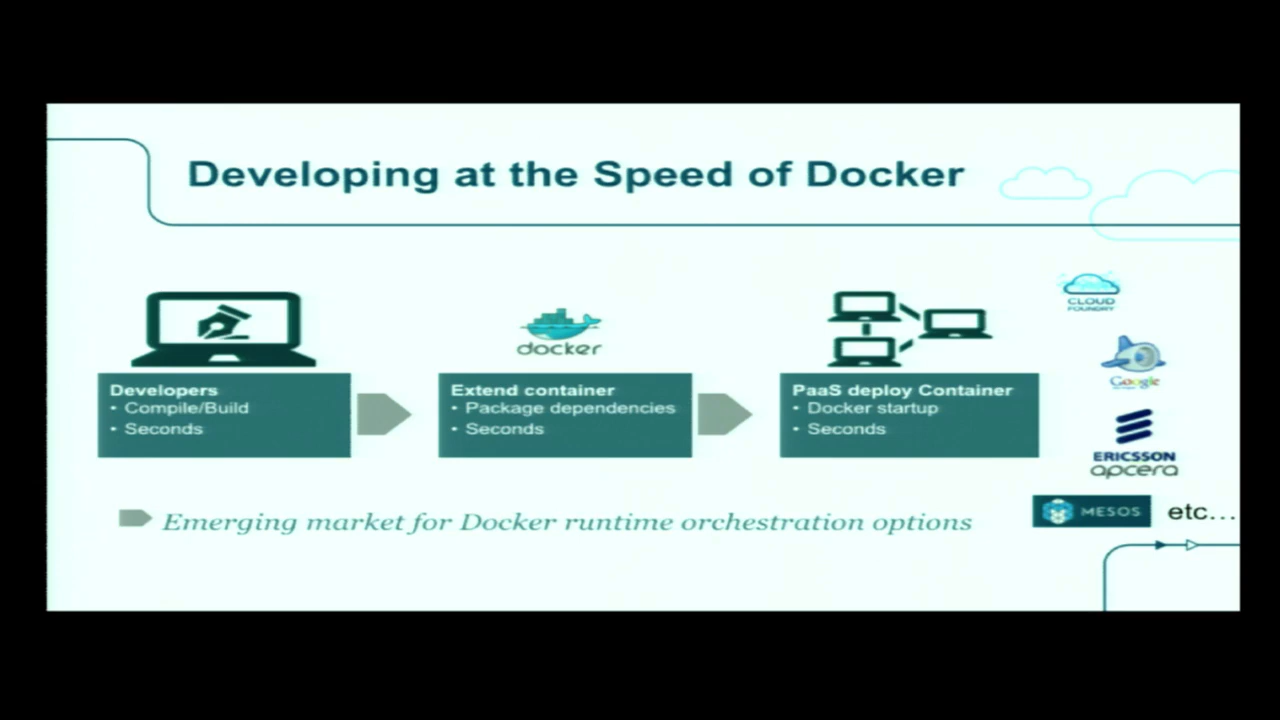 Developing at the Speed of Docker
docker
Developers
• Compile/Build
• Seconds
Extend container
• Package dependencies
• Seconds
PaaS deploy Container
• Docker startup
• Seconds
CLOUD
FOUNDRY
Google
ERICSSON
apcera
MESOS
etc...
Emerging market for Docker runtime orchestration options